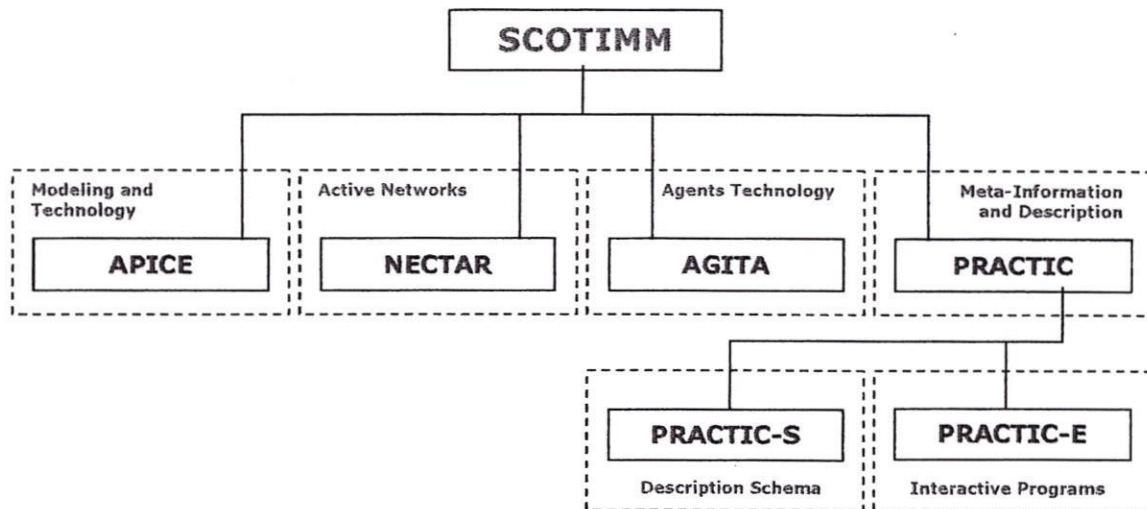 SCOTIMM
Modeling and
Technology
APICE
Active Networks
NECTAR
Agents Technology
AGITA
Meta-Information
and Description
PRACTIC
PRACTIC-S
Description Schema
PRACTIC-E
Interactive Programs